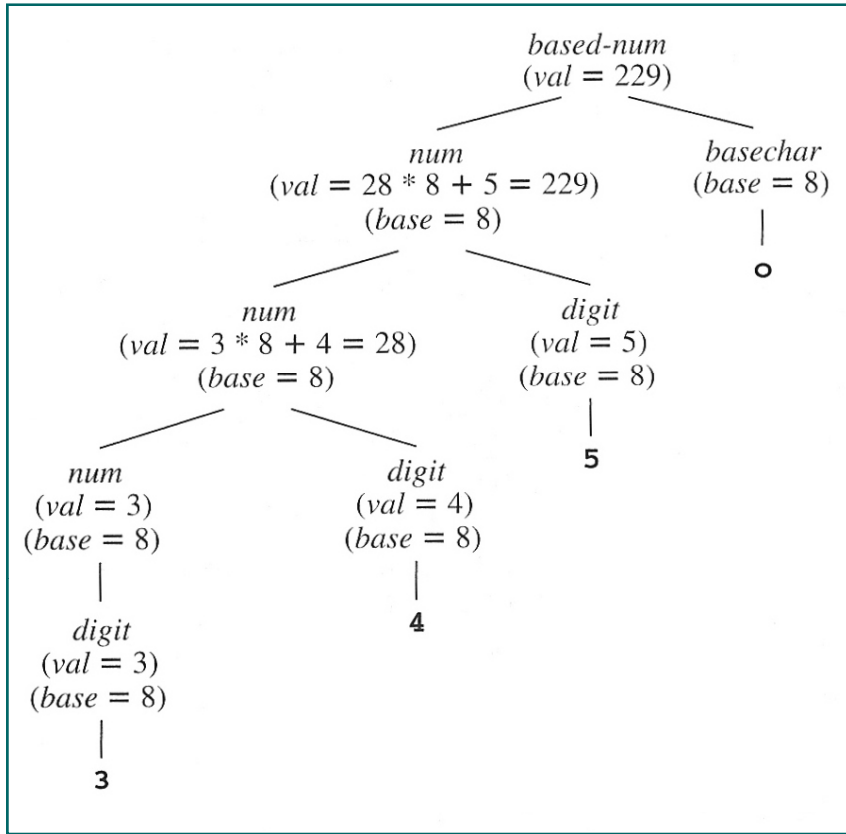 based-num
(val = 229)
num
(val = 28 * 8 + 5 = 229)
(base = 8)
basechar
(base = 8)
o
num
(val = 3 * 8 + 4 = 28)
(base = 8)
digit
(val = 5)
(base = 8)
5
num
(val = 3)
(base = 8)
digit
(val = 4)
(base = 8)
4
digit
(val = 3)
(base = 8)
3